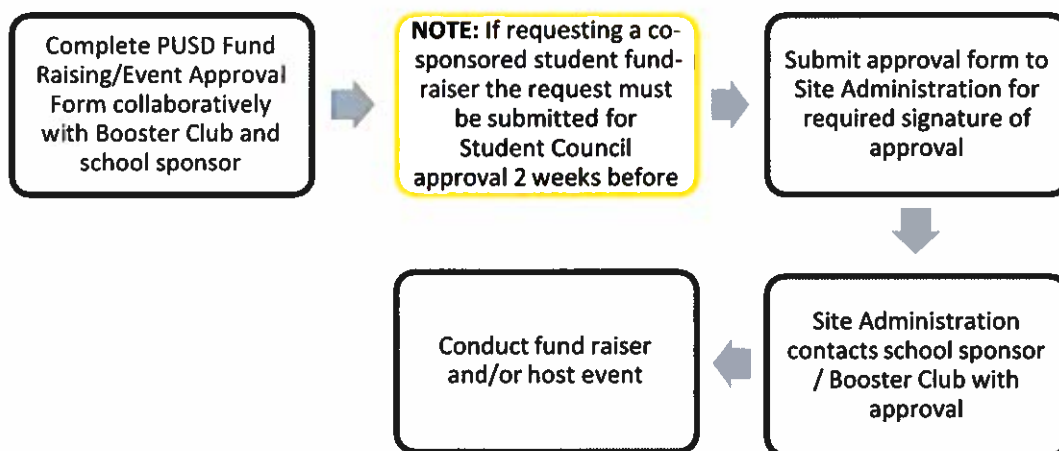 Complete PUSD Fund
Raising/Event Approval
Form collaboratively
with Booster Club and
school sponsor
NOTE: If requesting a co-
sponsored student fund-
raiser the request must
be submitted for
Student Council
approval 2 weeks before
Submit approval form to
Site Administration for
required signature of
approval
Site Administration
contacts school sponsor
/ Booster Club with
approval
Conduct fund raiser
and/or host event